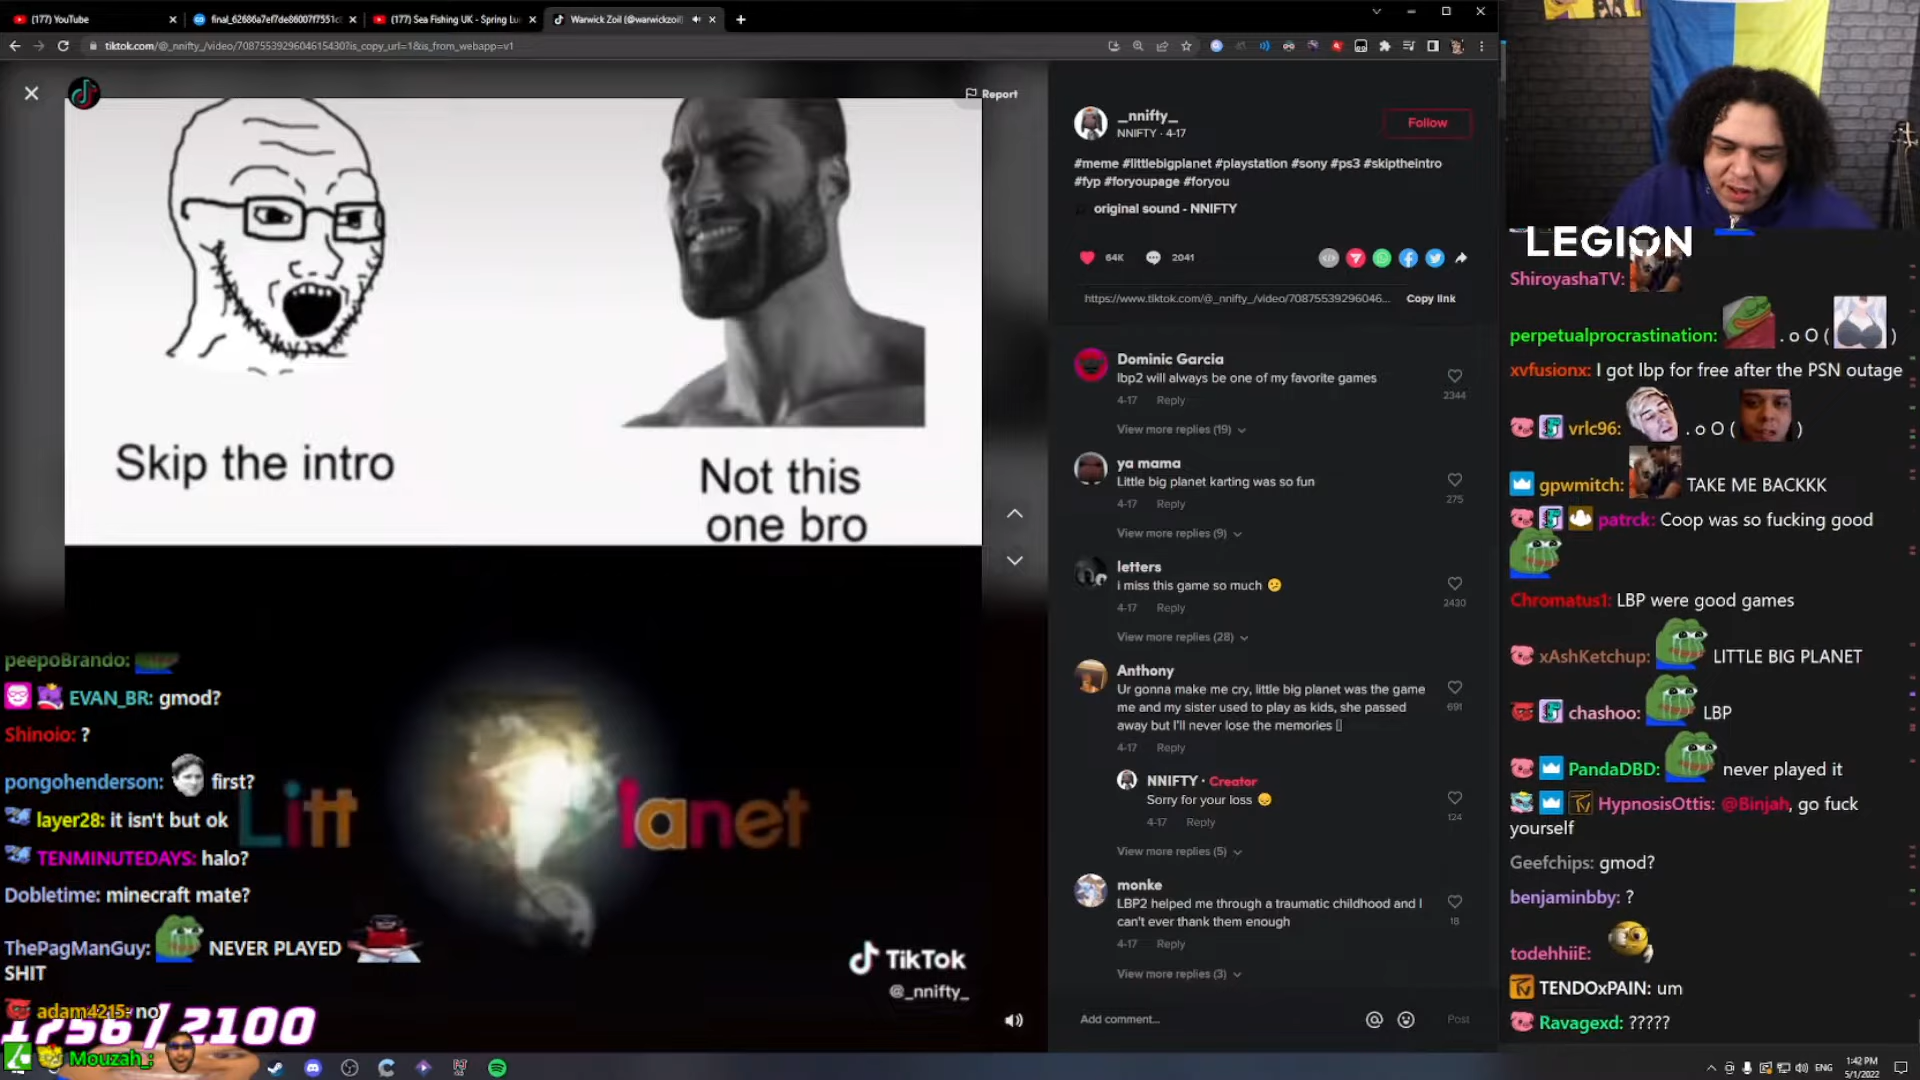 (177) YouTube
final_62686a7ef7de86007f7551c
(177) Sea Fishing UK - Spring Lu
Warwick Zoil (@warwickzoil)
tiktok.com/@_nnifty_/video/7087553929604615430?is_copy_url=1&is_from_webapp=v1
Report
Skip the intro
Not this
one bro
Litt
lanet
TikTok
@_nnifty_
peepoBrando:
EVAN_BR: gmod?
Shinoio: ?
pongohenderson: first?
layer28: it isn't but ok
TENMINUTEDAYS: halo?
Dobletime: minecraft mate?
ThePagManGuy: NEVER PLAYED
SHIT
adam4215: no
1756/2100
Mouzah_:
_nnifty_
NNIFTY · 4-17
Follow
#meme #littlebigplanet #playstation #sony #ps3 #skiptheintro
#fyp #foryoupage #foryou
original sound - NNIFTY
64K
2041
https://www.tiktok.com/@_nnifty_/video/70875539296046...
Copy link
Dominic Garcia
lbp2 will always be one of my favorite games
2344
4-17 Reply
View more replies (19)
ya mama
Little big planet karting was so fun
275
4-17 Reply
View more replies (9)
letters
i miss this game so much 😕
2430
4-17 Reply
View more replies (28)
Anthony
Ur gonna make me cry, little big planet was the game
me and my sister used to play as kids, she passed
away but I'll never lose the memories
691
4-17 Reply
NNIFTY · Creator
Sorry for your loss 😔
124
4-17 Reply
View more replies (5)
monke
LBP2 helped me through a traumatic childhood and I
can't ever thank them enough
18
4-17 Reply
View more replies (3)
Add comment...
Post
LEGION
ShiroyashaTV:
perpetualprocrastination: . o O ( )
xvfusionx: I got lbp for free after the PSN outage
vrlc96: . o O ( )
gpwmitch: TAKE ME BACKKK
patrck: Coop was so fucking good
Chromatus1: LBP were good games
xAshKetchup: LITTLE BIG PLANET
chashoo: LBP
PandaDBD: never played it
HypnosisOttis: @Binjah, go fuck
yourself
Geefchips: gmod?
benjaminbby: ?
todehhiiE:
TENDOxPAIN: um
Ravagexd: ?????
ENG
1:42 PM
5/1/2022